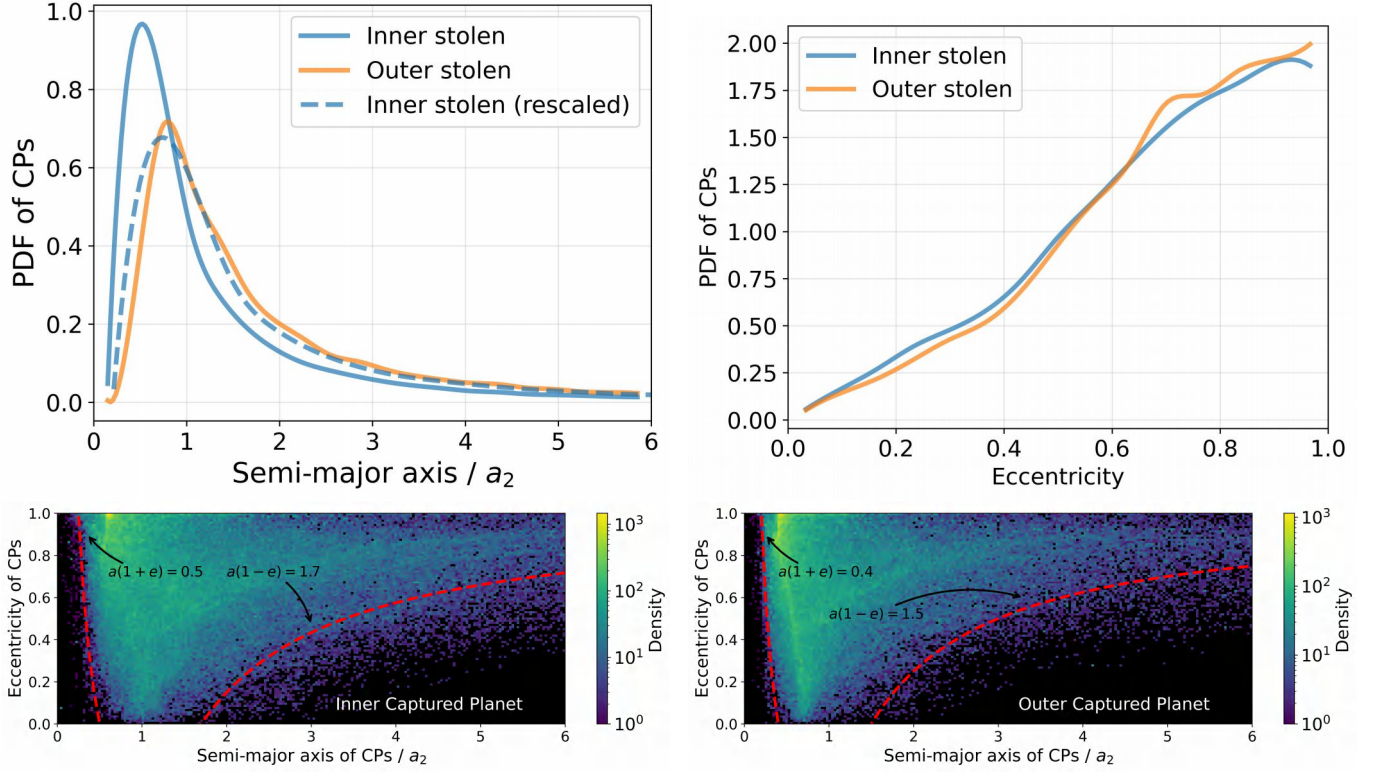 PDF of CPs
1.0
0.8
0.6
0.4
0.2
0.0
0 1 2 3 4 5 6
Semi-major axis / a₂
Inner stolen
Outer stolen
Inner stolen (rescaled)
PDF of CPs
2.00
1.75
1.50
1.25
1.00
0.75
0.50
0.25
0.00
0.0 0.2 0.4 0.6 0.8 1.0
Eccentricity
Inner stolen
Outer stolen
Eccentricity of CPs
1.0
0.8
0.6
0.4
0.2
0.0
a(1 + e) = 0.5
a(1 − e) = 1.7
Inner Captured Planet
0 1 2 3 4 5 6
Semi-major axis of CPs / a₂
10³
10²
10¹
10⁰
Density
Eccentricity of CPs
1.0
0.8
0.6
0.4
0.2
0.0
a(1 + e) = 0.4
a(1 − e) = 1.5
Outer Captured Planet
0 1 2 3 4 5 6
Semi-major axis of CPs / a₂
10³
10²
10¹
10⁰
Density